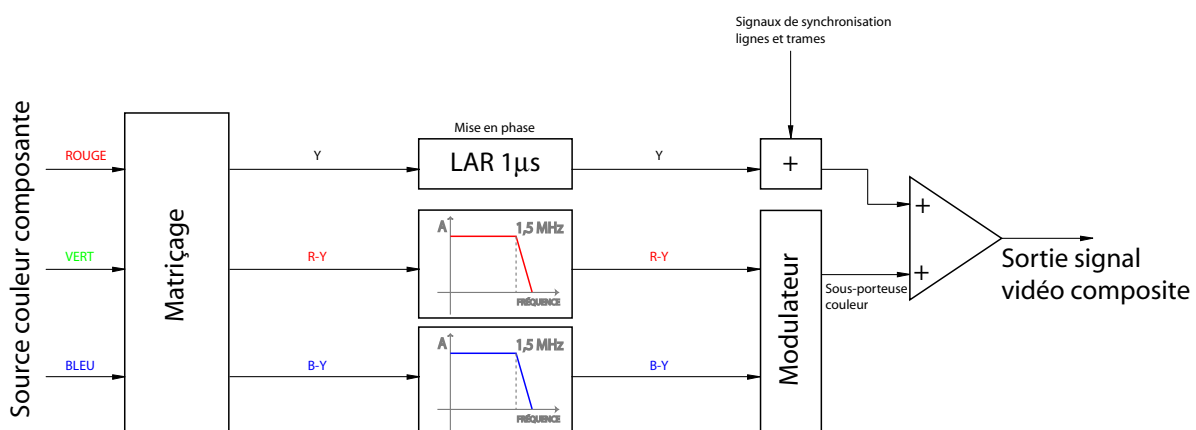 Signaux de synchronisation
lignes et trames
Source couleur composante
ROUGE
VERT
BLEU
Matriçage
Y
R-Y
B-Y
Mise en phase
LAR 1µs
A
1,5 MHz
FRÉQUENCE
A
1,5 MHz
FRÉQUENCE
Y
R-Y
B-Y
+
Modulateur
Sous-porteuse
couleur
+
+
Sortie signal
vidéo composite